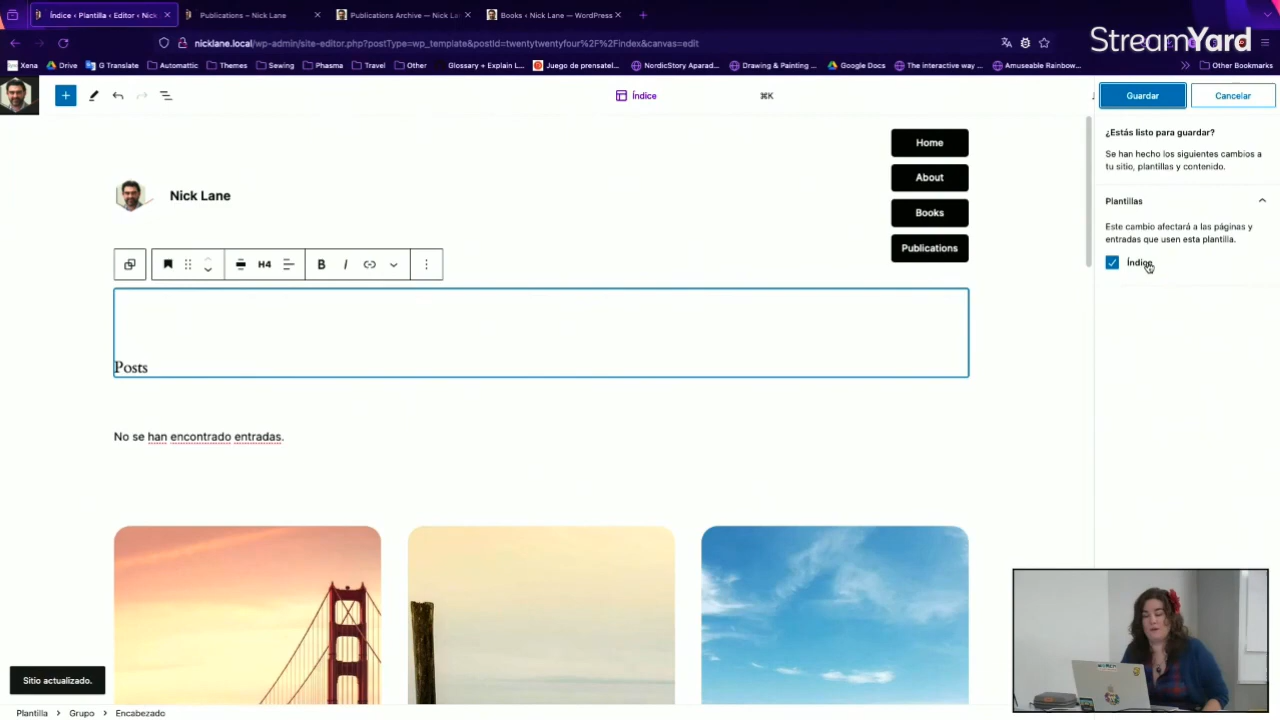 Índice ‹ Plantilla ‹ Editor ‹ Nick
Publications – Nick Lane
Publications Archive — Nick Lan
Books ‹ Nick Lane — WordPress
StreamYard
nicklane.local/wp-admin/site-editor.php?postType=wp_template&postId=twentytwentyfour%2F%2Findex&canvas=edit
Xena
Drive
G Translate
Automattic
Themes
Sewing
Phasma
Travel
Other
Glossary + Explain L...
Juego de prensatel...
NordicStory Aparad...
Drawing & Painting ...
Google Docs
The interactive way ...
Amuseable Rainbow...
Other Bookmarks
Índice
⌘K
Guardar
Cancelar
¿Estás listo para guardar?
Se han hecho los siguientes cambios a
tu sitio, plantillas y contenido.
Plantillas
Este cambio afectará a las páginas y
entradas que usen esta plantilla.
Índice
Nick Lane
Home
About
Books
Publications
H4
B
I
Posts
No se han encontrado entradas.
Sitio actualizado.
Plantilla > Grupo > Encabezado